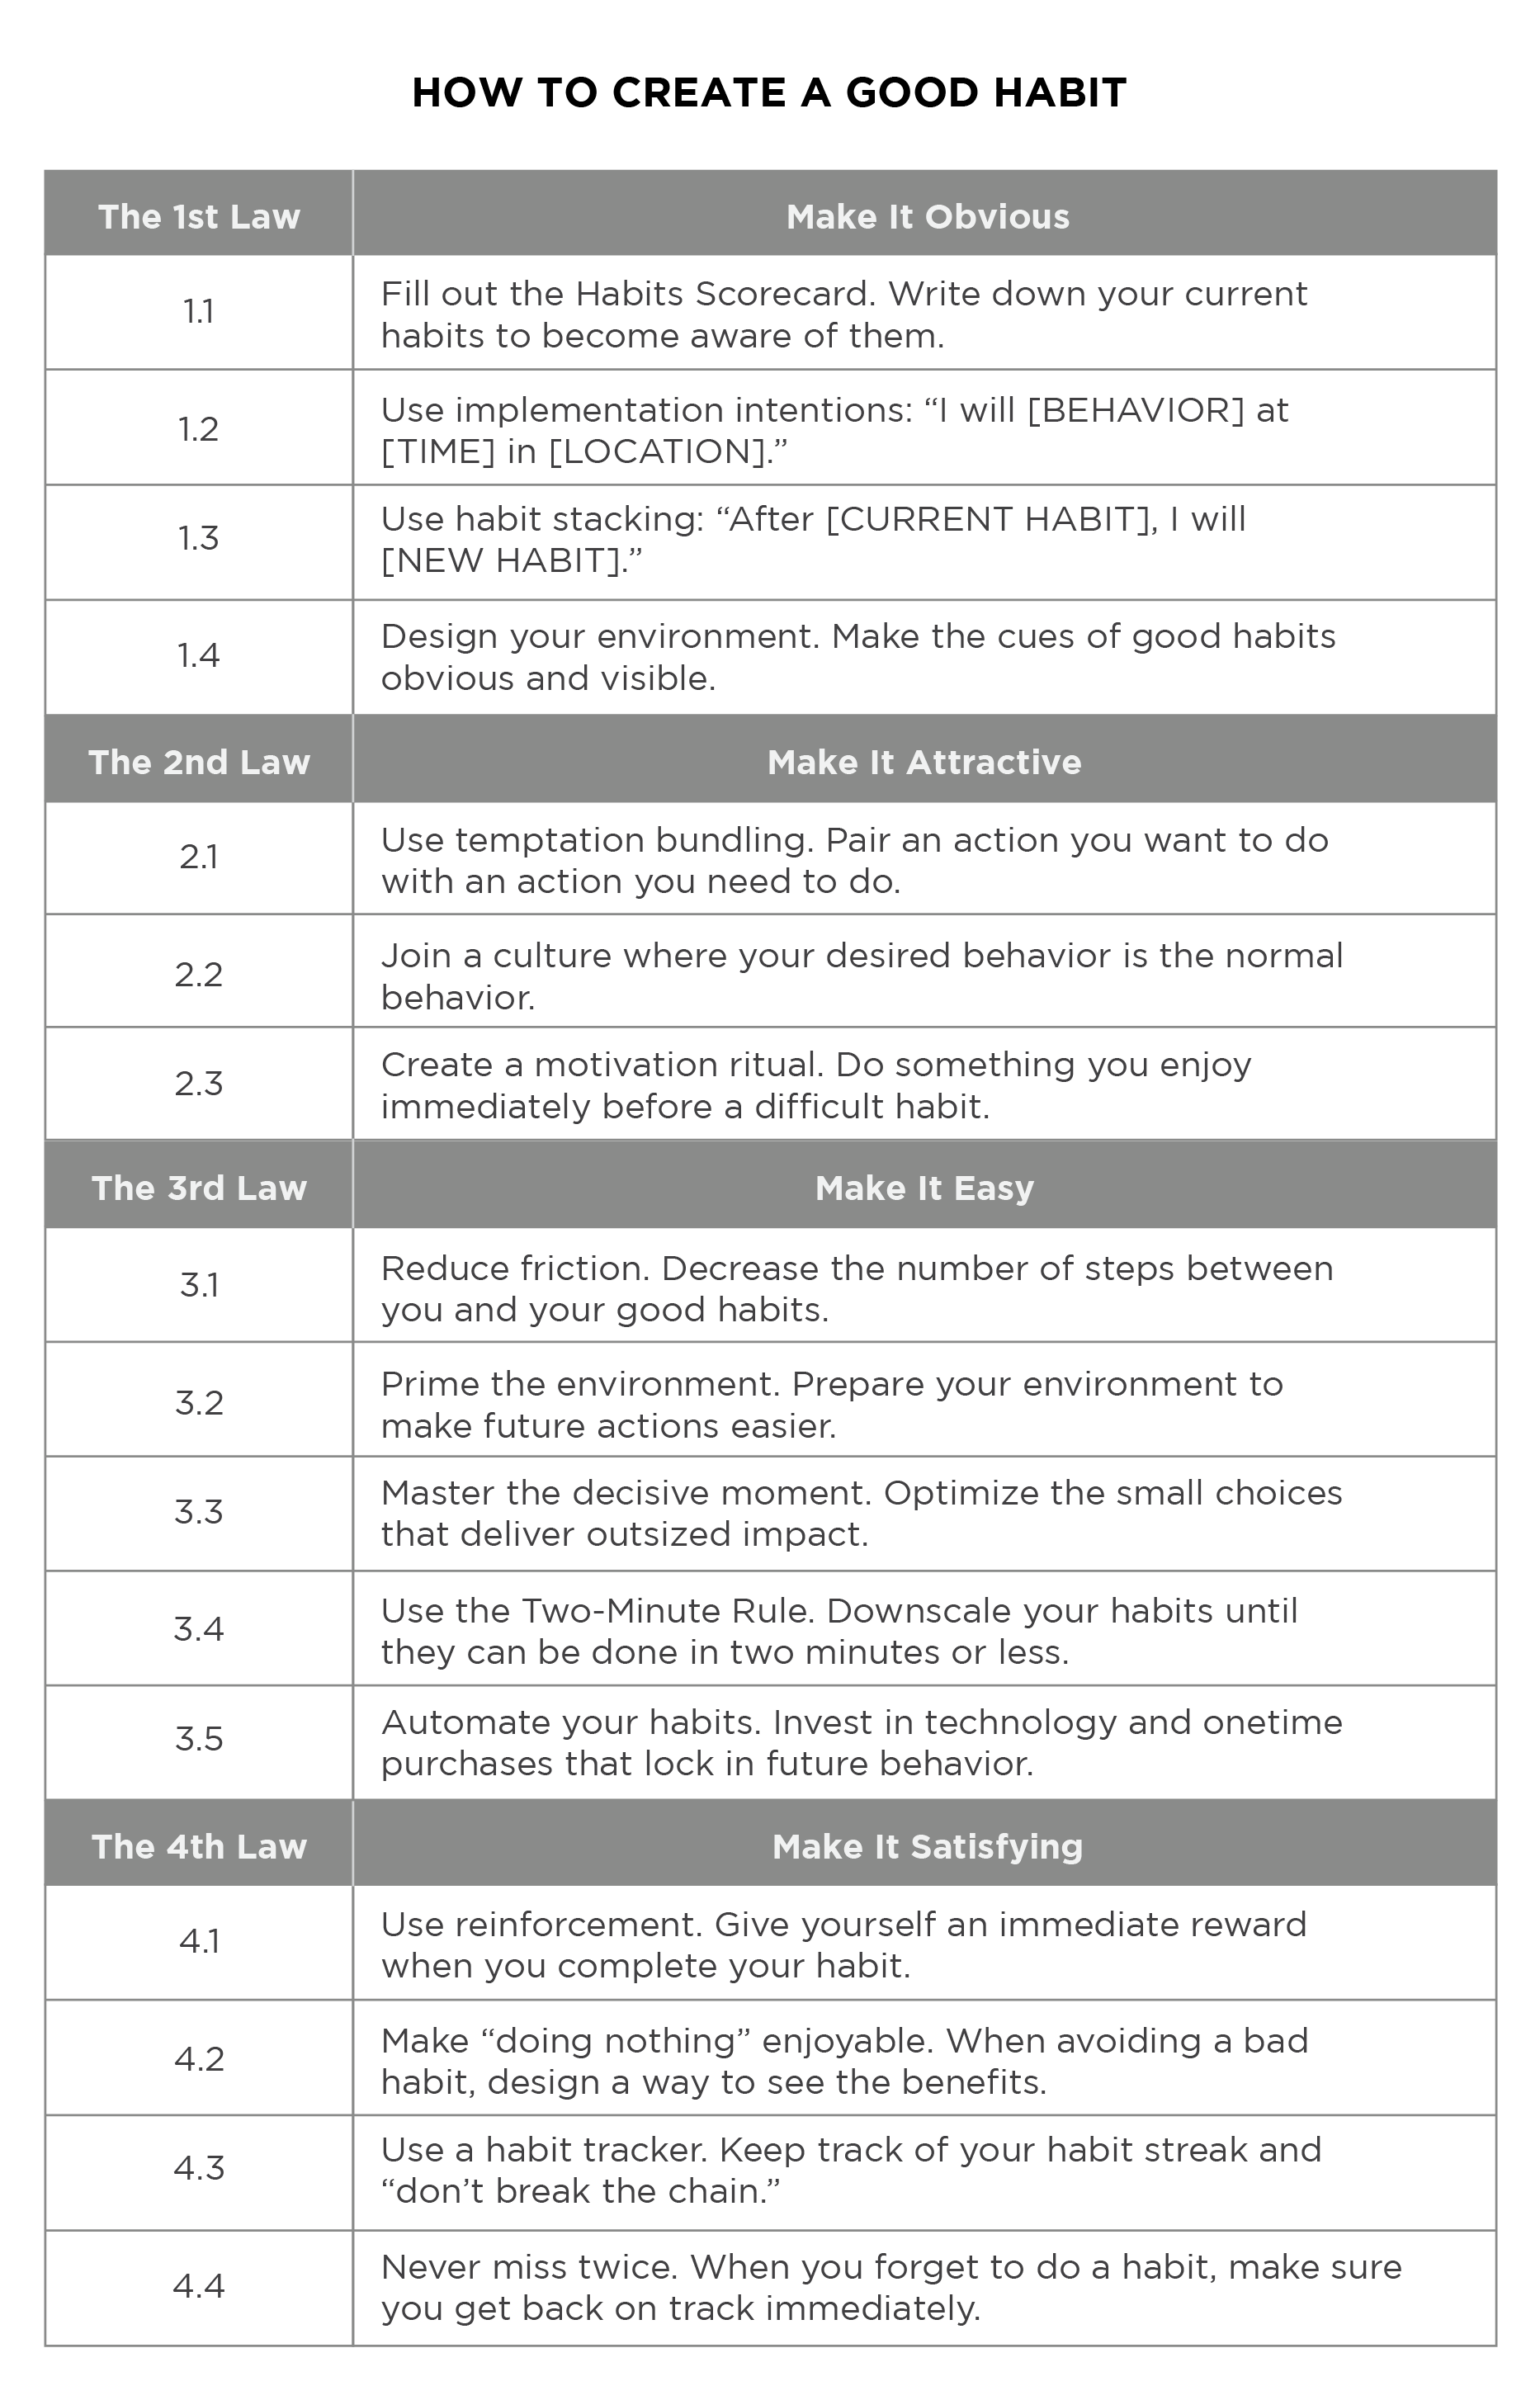 HOW TO CREATE A GOOD HABIT
The 1st Law Make It Obvious
1.1 Fill out the Habits Scorecard. Write down your current
habits to become aware of them.
1.2 Use implementation intentions: “I will [BEHAVIOR] at
[TIME] in [LOCATION].”
1.3 Use habit stacking: “After [CURRENT HABIT], I will
[NEW HABIT].”
1.4 Design your environment. Make the cues of good habits
obvious and visible.
The 2nd Law Make It Attractive
2.1 Use temptation bundling. Pair an action you want to do
with an action you need to do.
2.2 Join a culture where your desired behavior is the normal
behavior.
2.3 Create a motivation ritual. Do something you enjoy
immediately before a difficult habit.
The 3rd Law Make It Easy
3.1 Reduce friction. Decrease the number of steps between
you and your good habits.
3.2 Prime the environment. Prepare your environment to
make future actions easier.
3.3 Master the decisive moment. Optimize the small choices
that deliver outsized impact.
3.4 Use the Two-Minute Rule. Downscale your habits until
they can be done in two minutes or less.
3.5 Automate your habits. Invest in technology and onetime
purchases that lock in future behavior.
The 4th Law Make It Satisfying
4.1 Use reinforcement. Give yourself an immediate reward
when you complete your habit.
4.2 Make “doing nothing” enjoyable. When avoiding a bad
habit, design a way to see the benefits.
4.3 Use a habit tracker. Keep track of your habit streak and
“don’t break the chain.”
4.4 Never miss twice. When you forget to do a habit, make sure
you get back on track immediately.